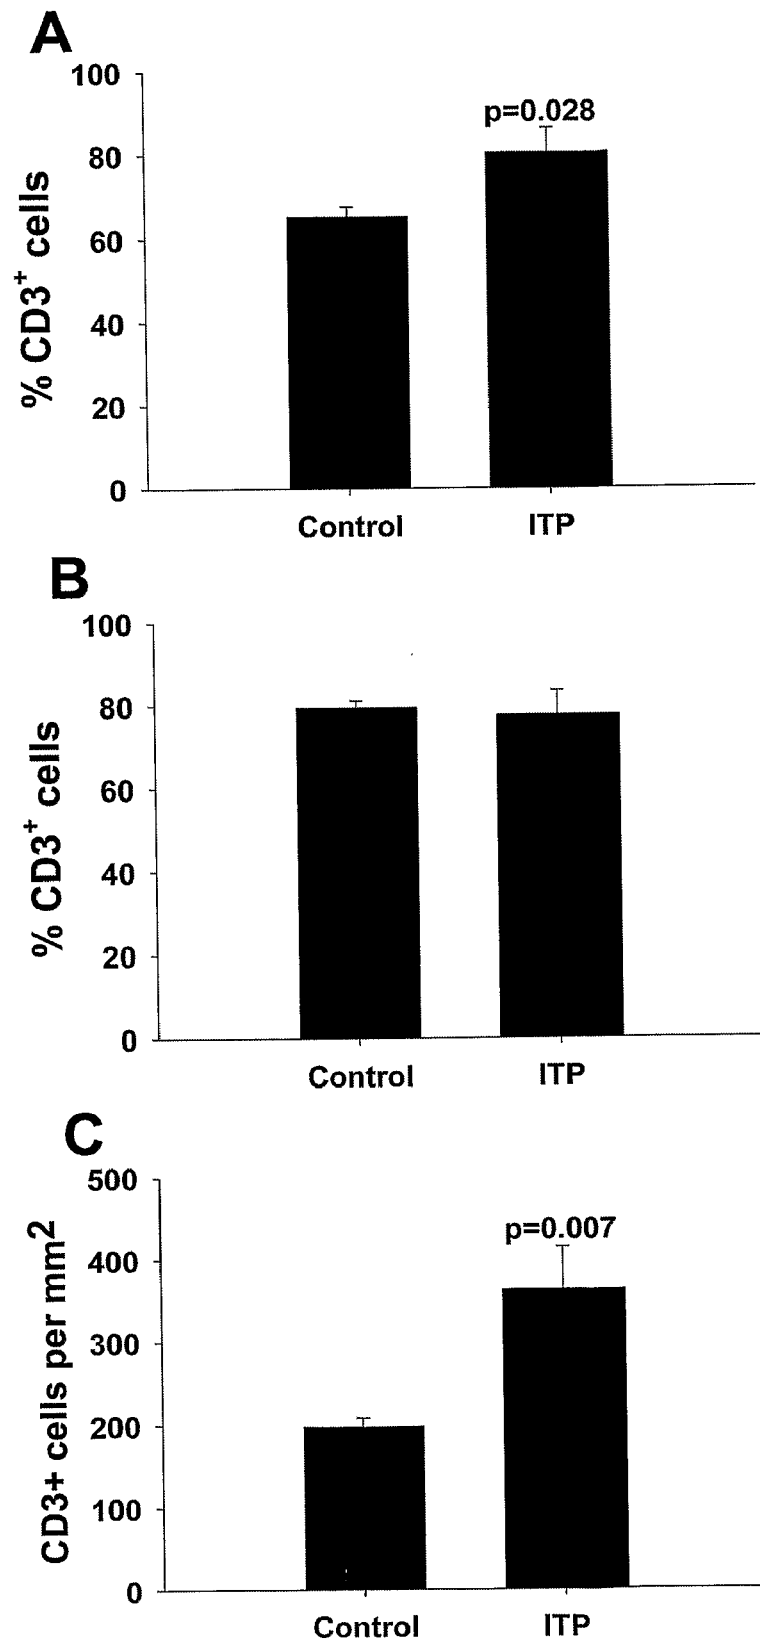 A
100
p=0.028
80
60
40
20
0
% CD3⁺ cells
Control ITP
B
100
80
60
40
20
0
% CD3⁺ cells
Control ITP
C
500
p=0.007
400
300
200
100
0
CD3+ cells per mm²
Control ITP